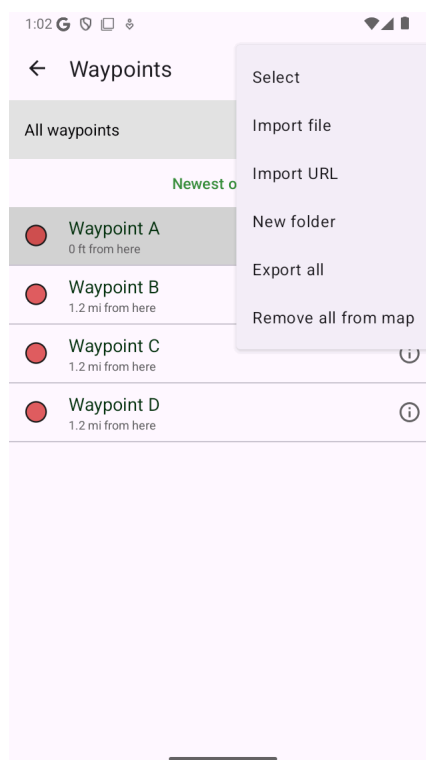 1:02
Waypoints
Select
Import file
Import URL
New folder
Export all
Remove all from map
All waypoints
Newest
Waypoint A
0 ft from here
Waypoint B
1.2 mi from here
Waypoint C
1.2 mi from here
Waypoint D
1.2 mi from here